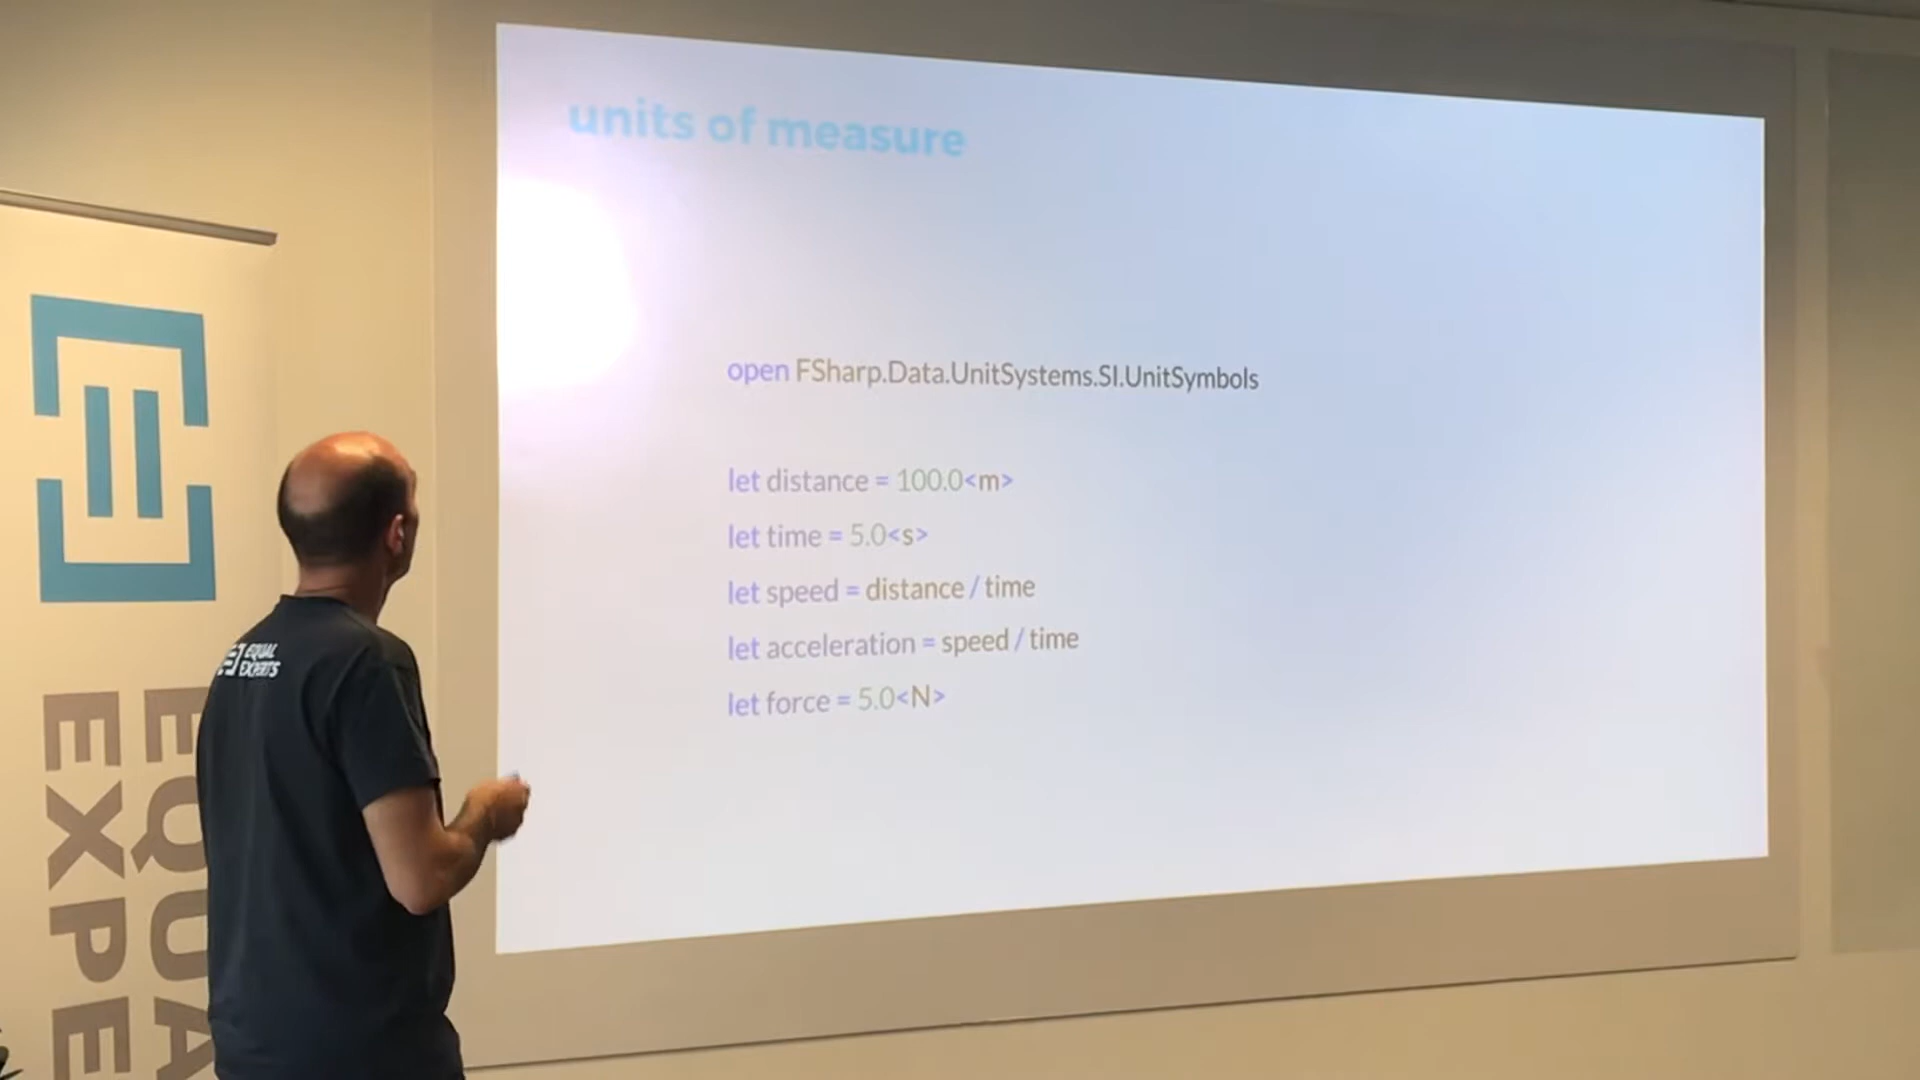 units of measure
open FSharp.Data.UnitSystems.SI.UnitSymbols
let distance = 100.0<m>
let time = 5.0<s>
let speed = distance / time
let acceleration = speed / time
let force = 5.0<N>
EQUAL
EXPERTS
EQUA
EXPE